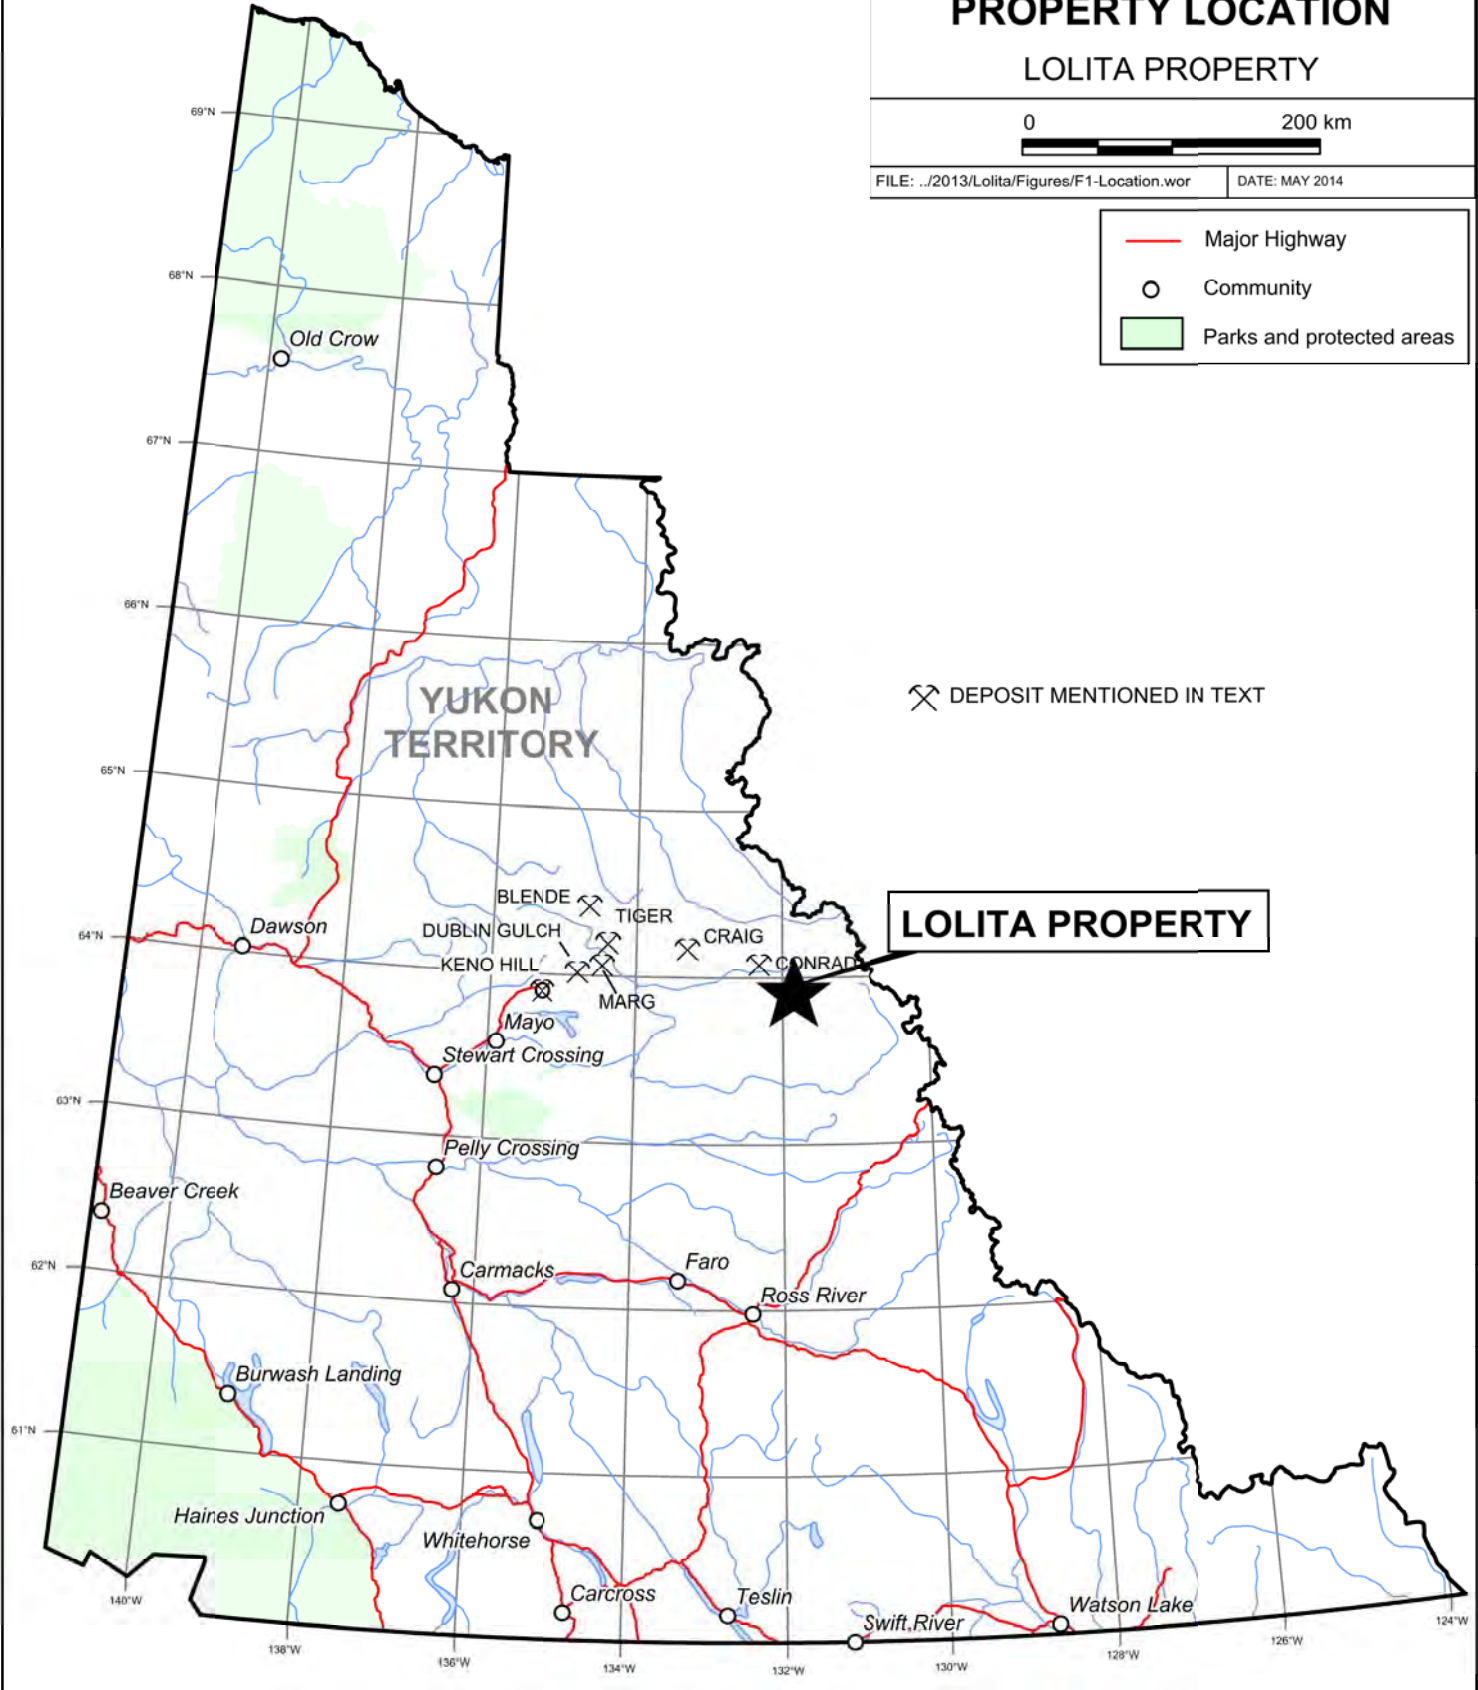 PROPERTY LOCATION
LOLITA PROPERTY
0 200 km
FILE: ../2013/Lolita/Figures/F1-Location.wor
DATE: MAY 2014
Major Highway
Community
Parks and protected areas
69°N
68°N
Old Crow
67°N
66°N
YUKON
TERRITORY
DEPOSIT MENTIONED IN TEXT
65°N
BLENDE
TIGER
LOLITA PROPERTY
Dawson
DUBLIN GULCH
CRAIG
64°N
KENO HILL
CONRAD
MARG
Mayo
Stewart Crossing
63°N
Pelly Crossing
Beaver Creek
62°N
Carmacks
Faro
Ross River
Burwash Landing
61°N
Haines Junction
Whitehorse
Carcross
Teslin
Swift River
Watson Lake
140°W
138°W
136°W
134°W
132°W
130°W
128°W
126°W
124°W